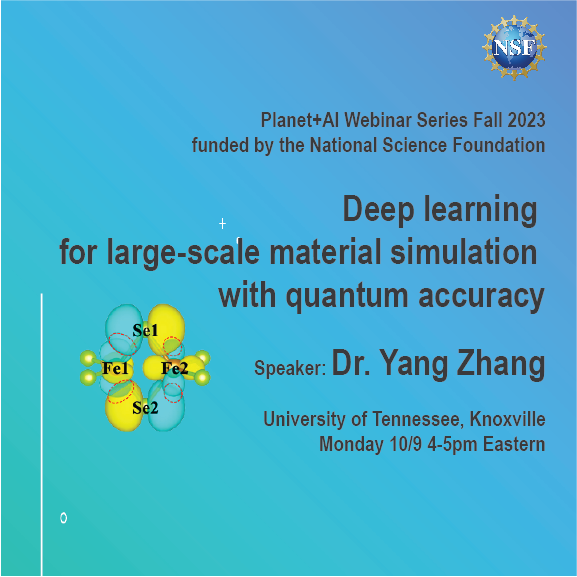 NSF
Planet+AI Webinar Series Fall 2023
funded by the National Science Foundation
Deep learning
for large-scale material simulation
with quantum accuracy
Se1
Fe1 Fe2
Se2
Speaker: Dr. Yang Zhang
University of Tennessee, Knoxville
Monday 10/9 4-5pm Eastern